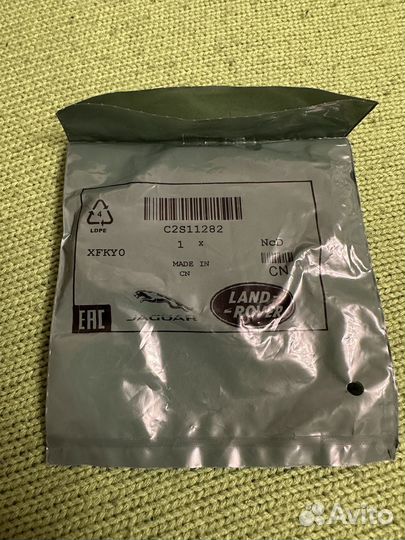 C2S11282
4
LDPE
1 x
NCD
XFKY0
MADE IN
CN
CN
EAC
JAGUAR
LAND-
-ROVER
Avito